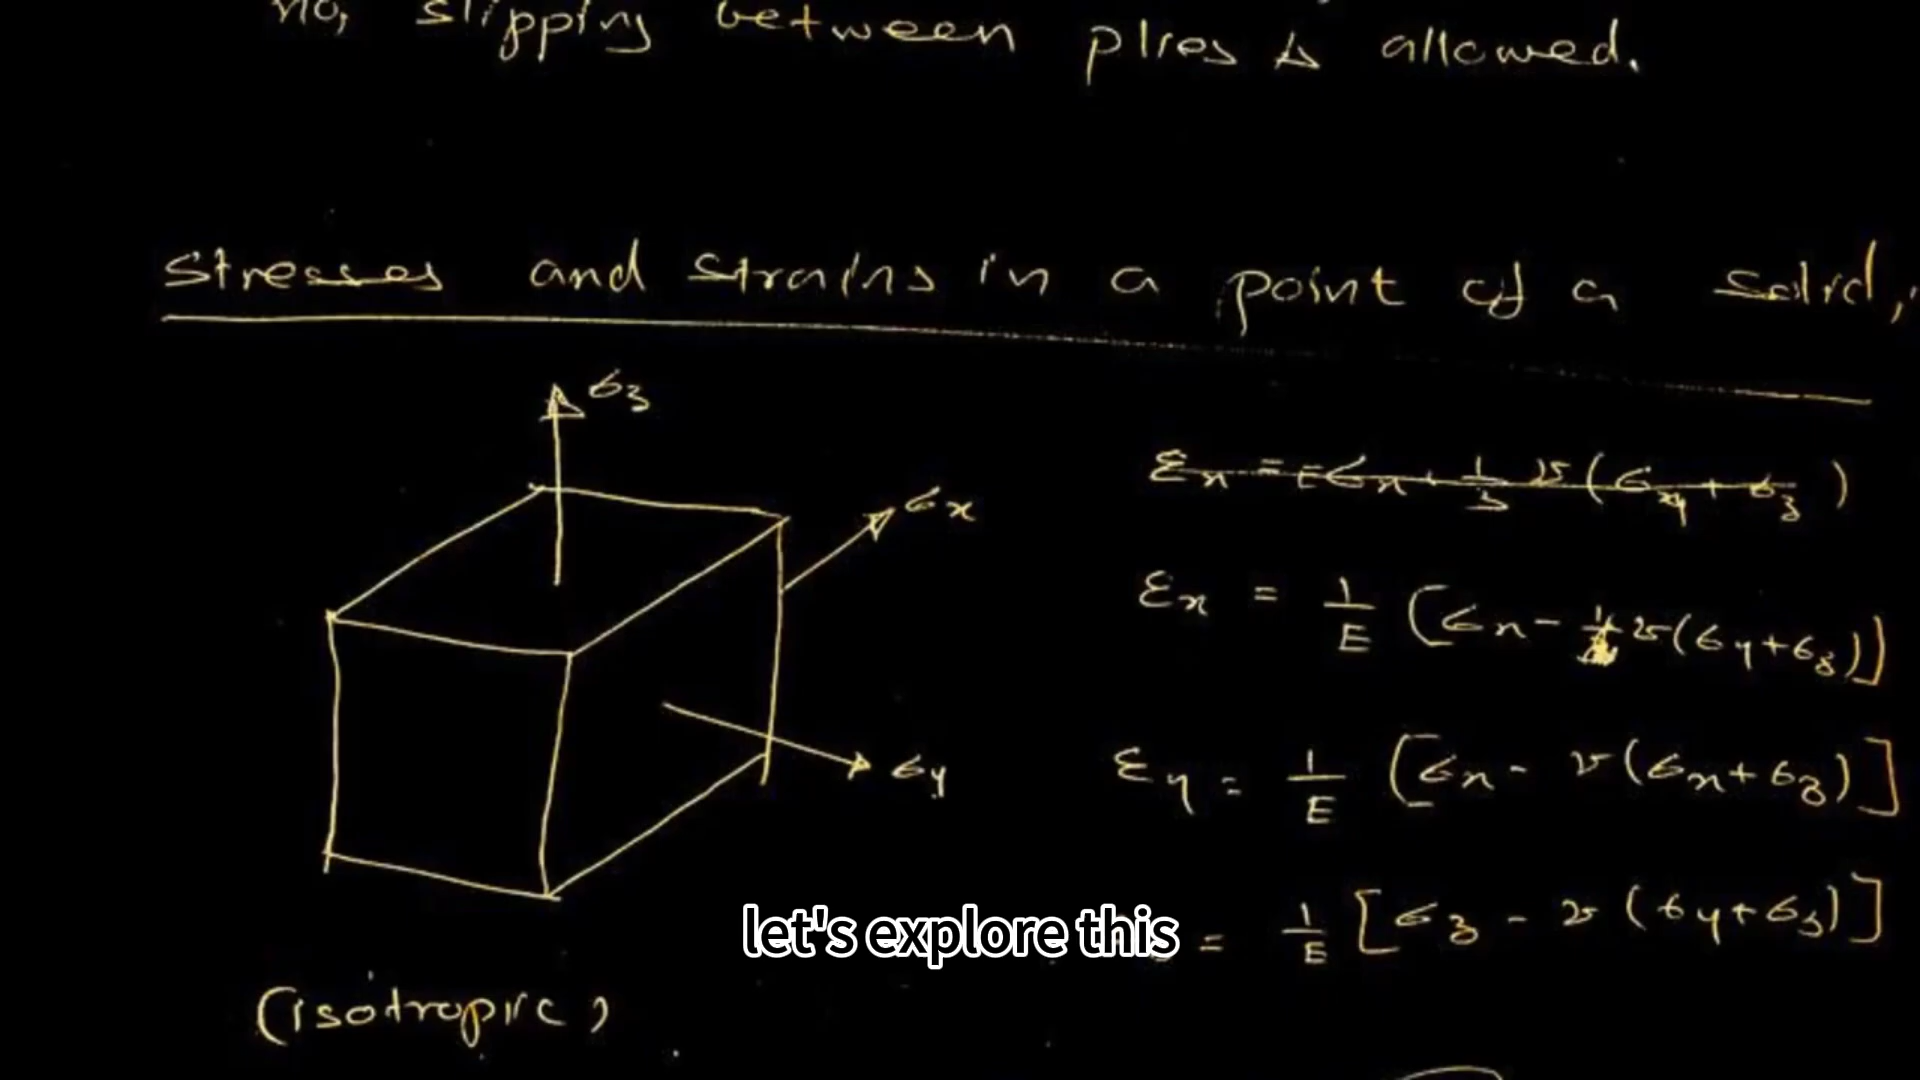 no, slipping between plies is allowed.
Stresses and strains in a point of a solid,
σz
σx
σy
(isotropic)
εx = 1/E [σx - ν(σy+σz)]
εy = 1/E [σx - ν(σx+σz)]
= 1/E [σz - ν(σy+σz)]
let's explore this